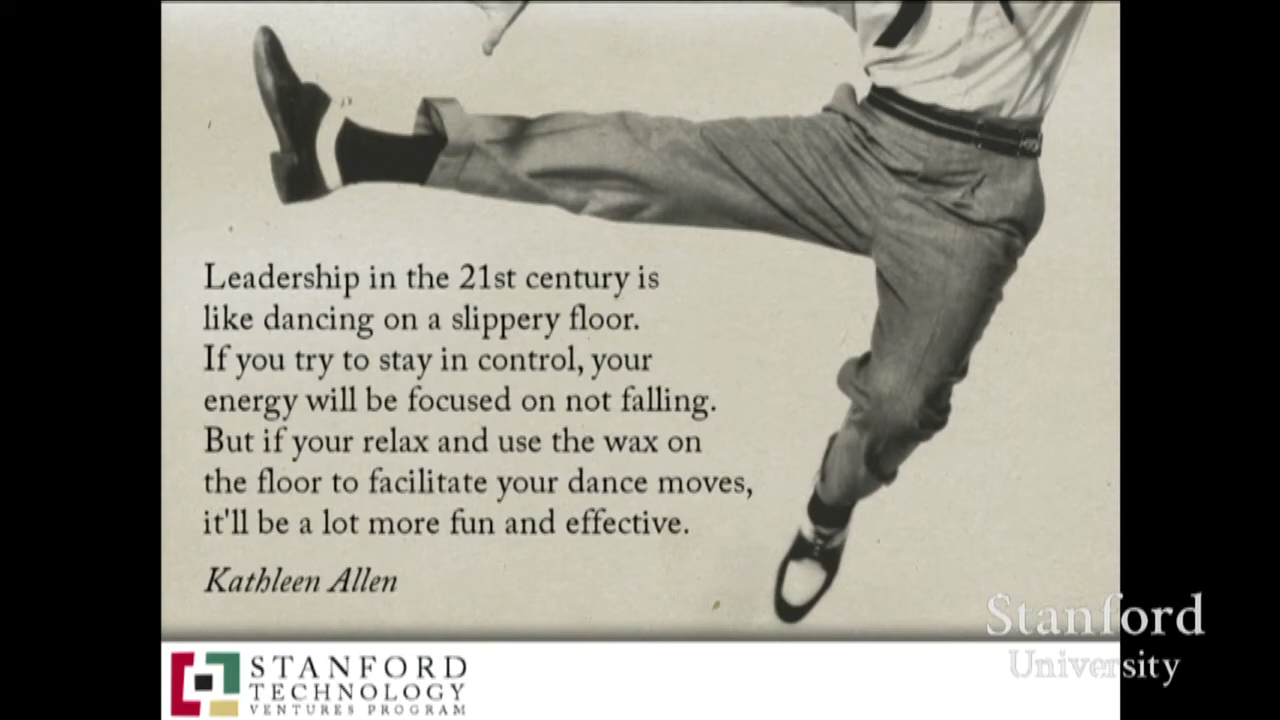 Leadership in the 21st century is
like dancing on a slippery floor.
If you try to stay in control, your
energy will be focused on not falling.
But if your relax and use the wax on
the floor to facilitate your dance moves,
it'll be a lot more fun and effective.
Kathleen Allen
Stanford
University
STANFORD
TECHNOLOGY
VENTURES PROGRAM